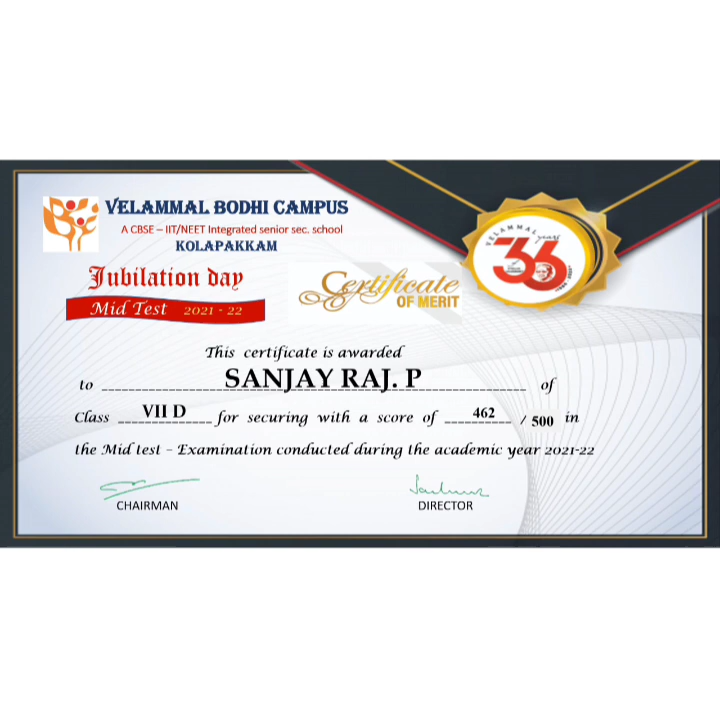 VELAMMAL BODHI CAMPUS
A CBSE – IIT/NEET Integrated senior sec. school
KOLAPAKKAM
VELAMMAL
36
years
Jubilation day
Mid Test 2021 - 22
Certificate
OF MERIT
This certificate is awarded
to SANJAY RAJ. P of
Class VII D for securing with a score of 462 / 500 in
the Mid test – Examination conducted during the academic year 2021-22
CHAIRMAN
DIRECTOR